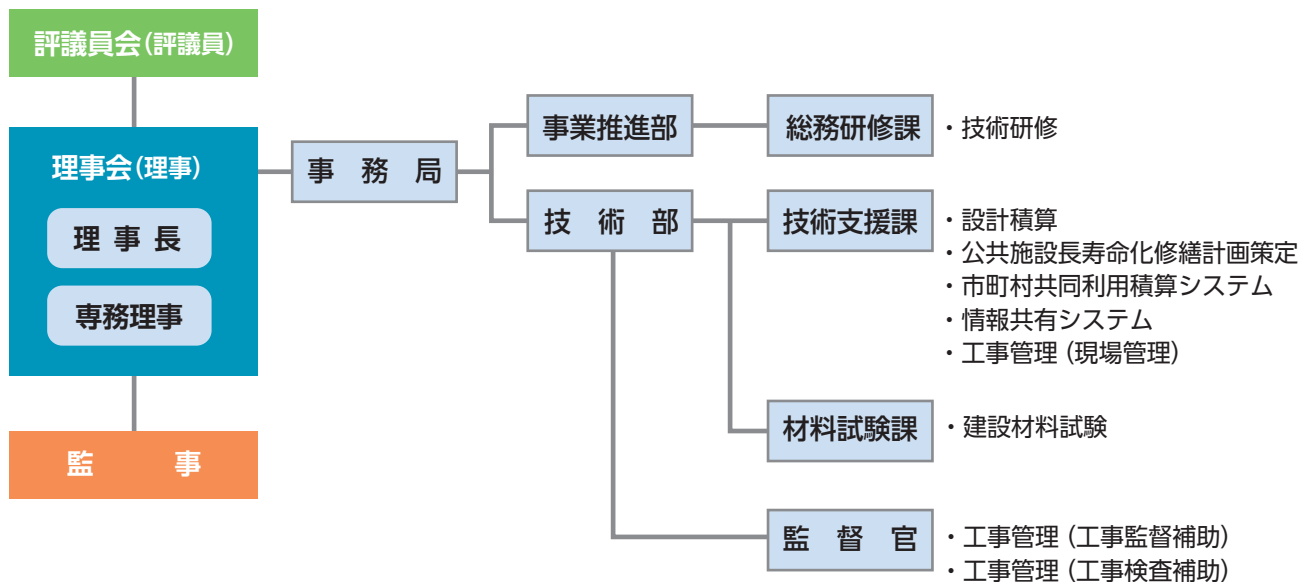 評議員会(評議員)
理事会(理事)
理事長
専務理事
監事
事務局
事業推進部
技術部
総務研修課
・技術研修
技術支援課
・設計積算
・公共施設長寿命化修繕計画策定
・市町村共同利用積算システム
・情報共有システム
・工事管理（現場管理）
材料試験課
・建設材料試験
監督官
・工事管理（工事監督補助）
・工事管理（工事検査補助）